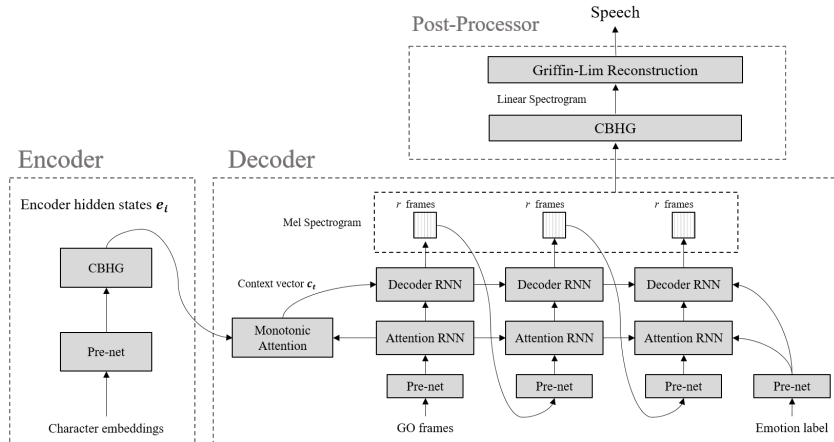 Speech
Post-Processor
Griffin-Lim Reconstruction
Linear Spectrogram
CBHG
Encoder
Decoder
Encoder hidden states e_i
CBHG
Pre-net
Character embeddings
r frames
r frames
r frames
Mel Spectrogram
Context vector c_t
Decoder RNN
Decoder RNN
Decoder RNN
Monotonic
Attention
Attention RNN
Attention RNN
Attention RNN
Pre-net
Pre-net
Pre-net
Pre-net
GO frames
Emotion label